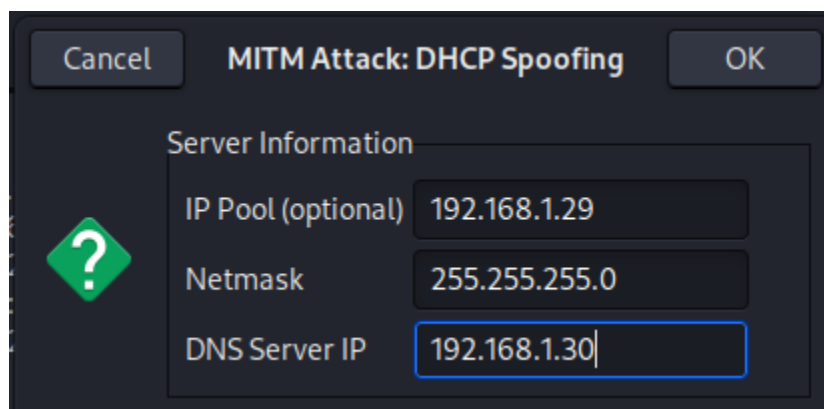 Cancel MITM Attack: DHCP Spoofing OK
Server Information
IP Pool (optional) 192.168.1.29
Netmask 255.255.255.0
DNS Server IP 192.168.1.30